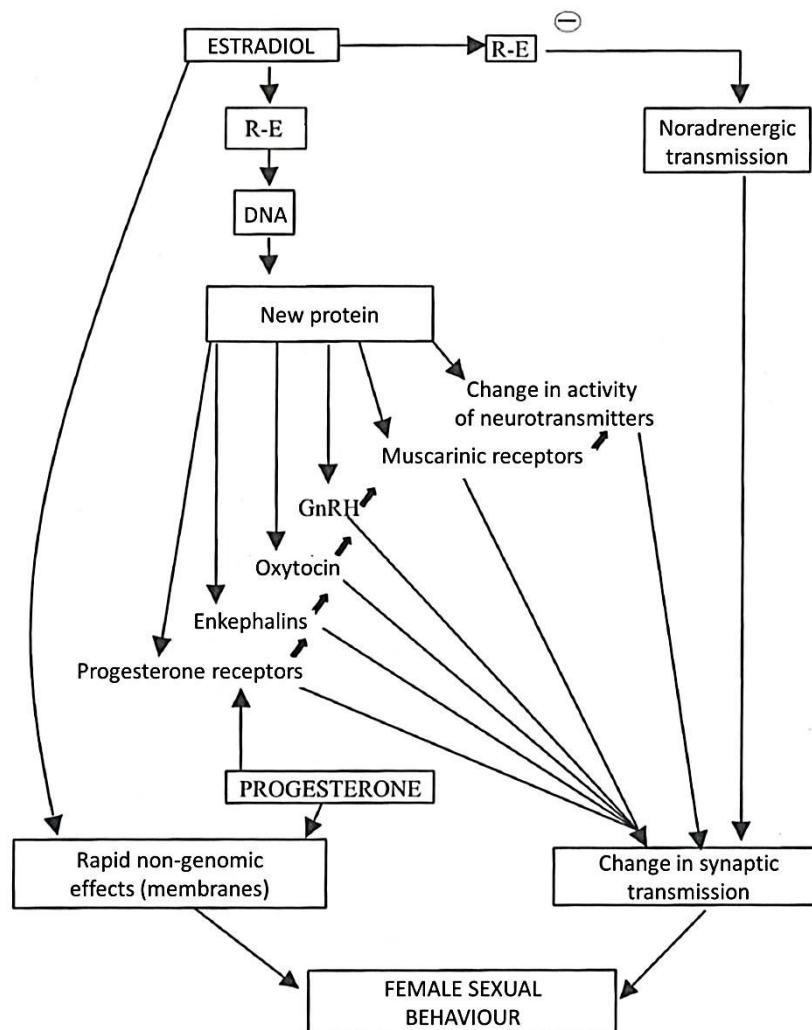 ESTRADIOL
R-E
−
R-E
Noradrenergic
transmission
DNA
New protein
Change in activity
of neurotransmitters
Muscarinic receptors
GnRH
Oxytocin
Enkephalins
Progesterone receptors
PROGESTERONE
Rapid non-genomic
effects (membranes)
Change in synaptic
transmission
FEMALE SEXUAL
BEHAVIOUR